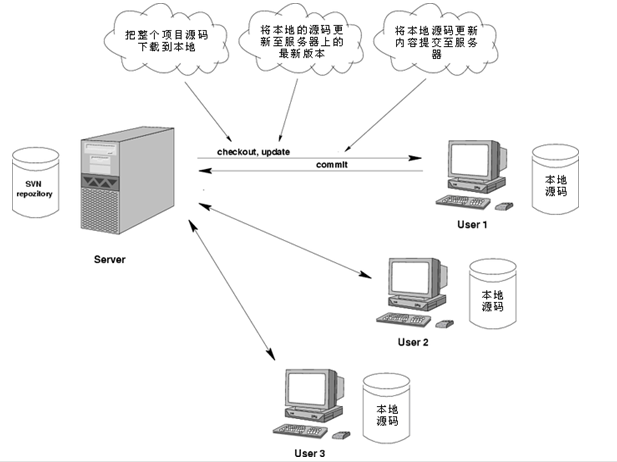 把整个项目源码
下载到本地
将本地的源码更
新至服务器上的
最新版本
将本地源码更新
内容提交至服务
器
checkout, update
commit
SVN
repozitory
本地
源码
User 1
Server
本地
源码
User 2
本地
源码
User 3